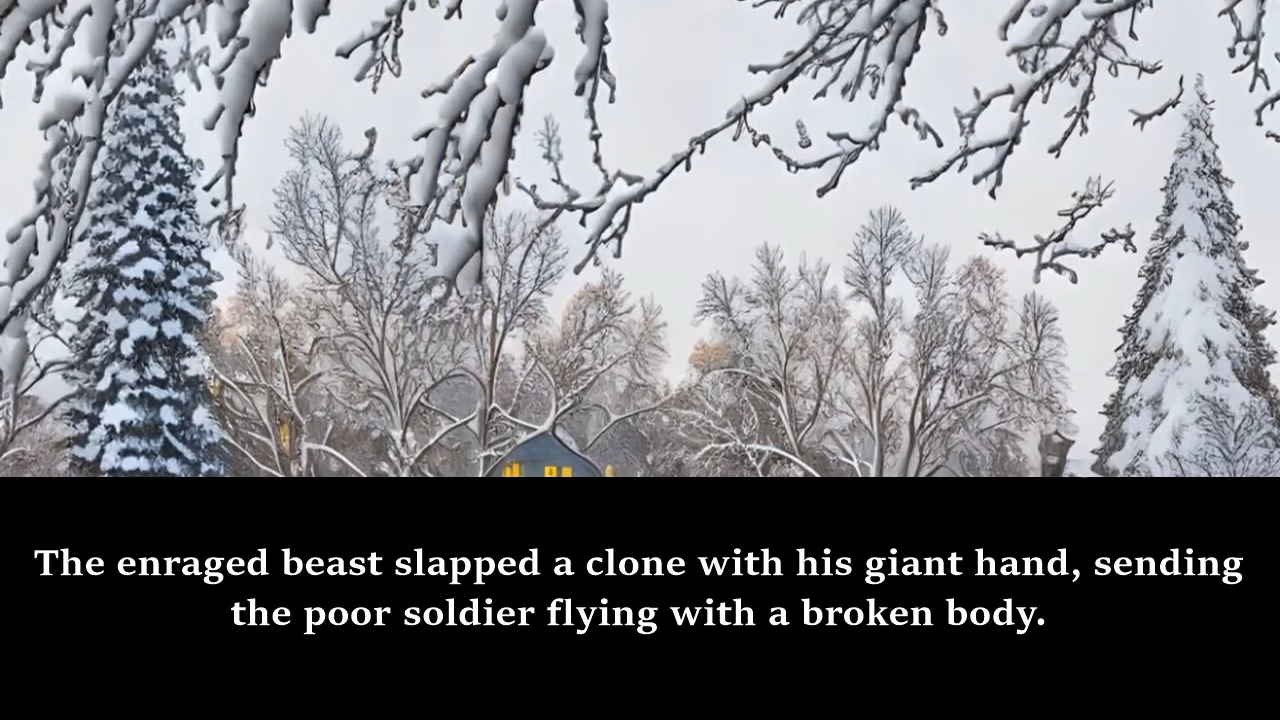 The enraged beast slapped a clone with his giant hand, sending
the poor soldier flying with a broken body.